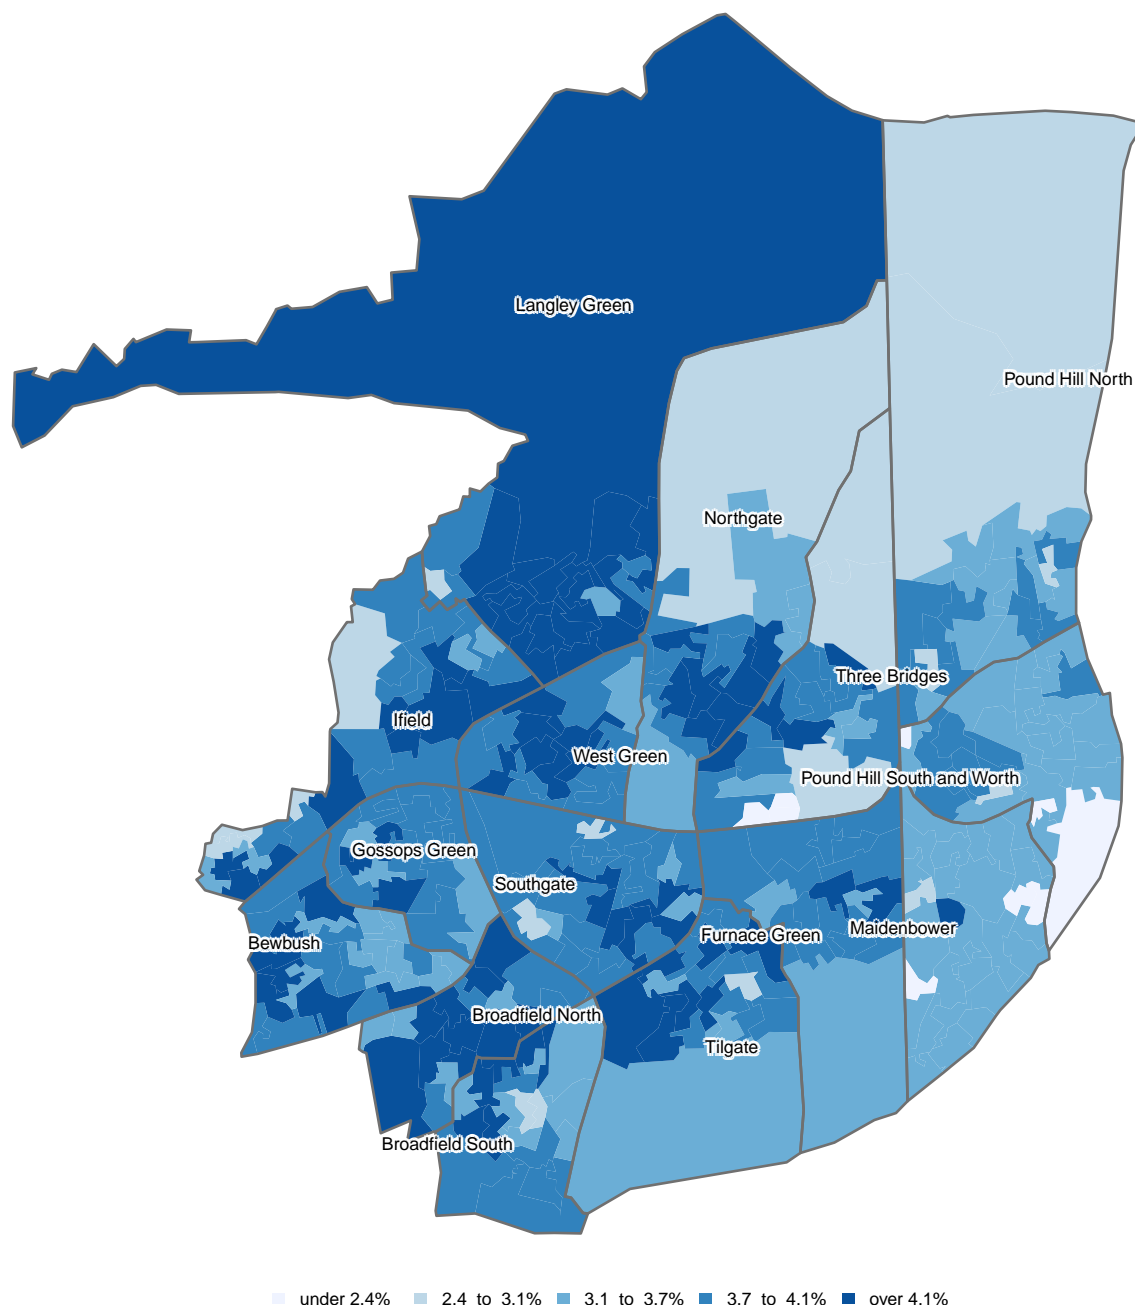 Langley Green
Pound Hill North
Northgate
Three Bridges
Ifield
West Green
Pound Hill South and Worth
Gossops Green
Southgate
Bewbush
Furnace Green
Maidenbower
Broadfield North
Tilgate
Broadfield South
under 2.4% 2.4 to 3.1% 3.1 to 3.7% 3.7 to 4.1% over 4.1%